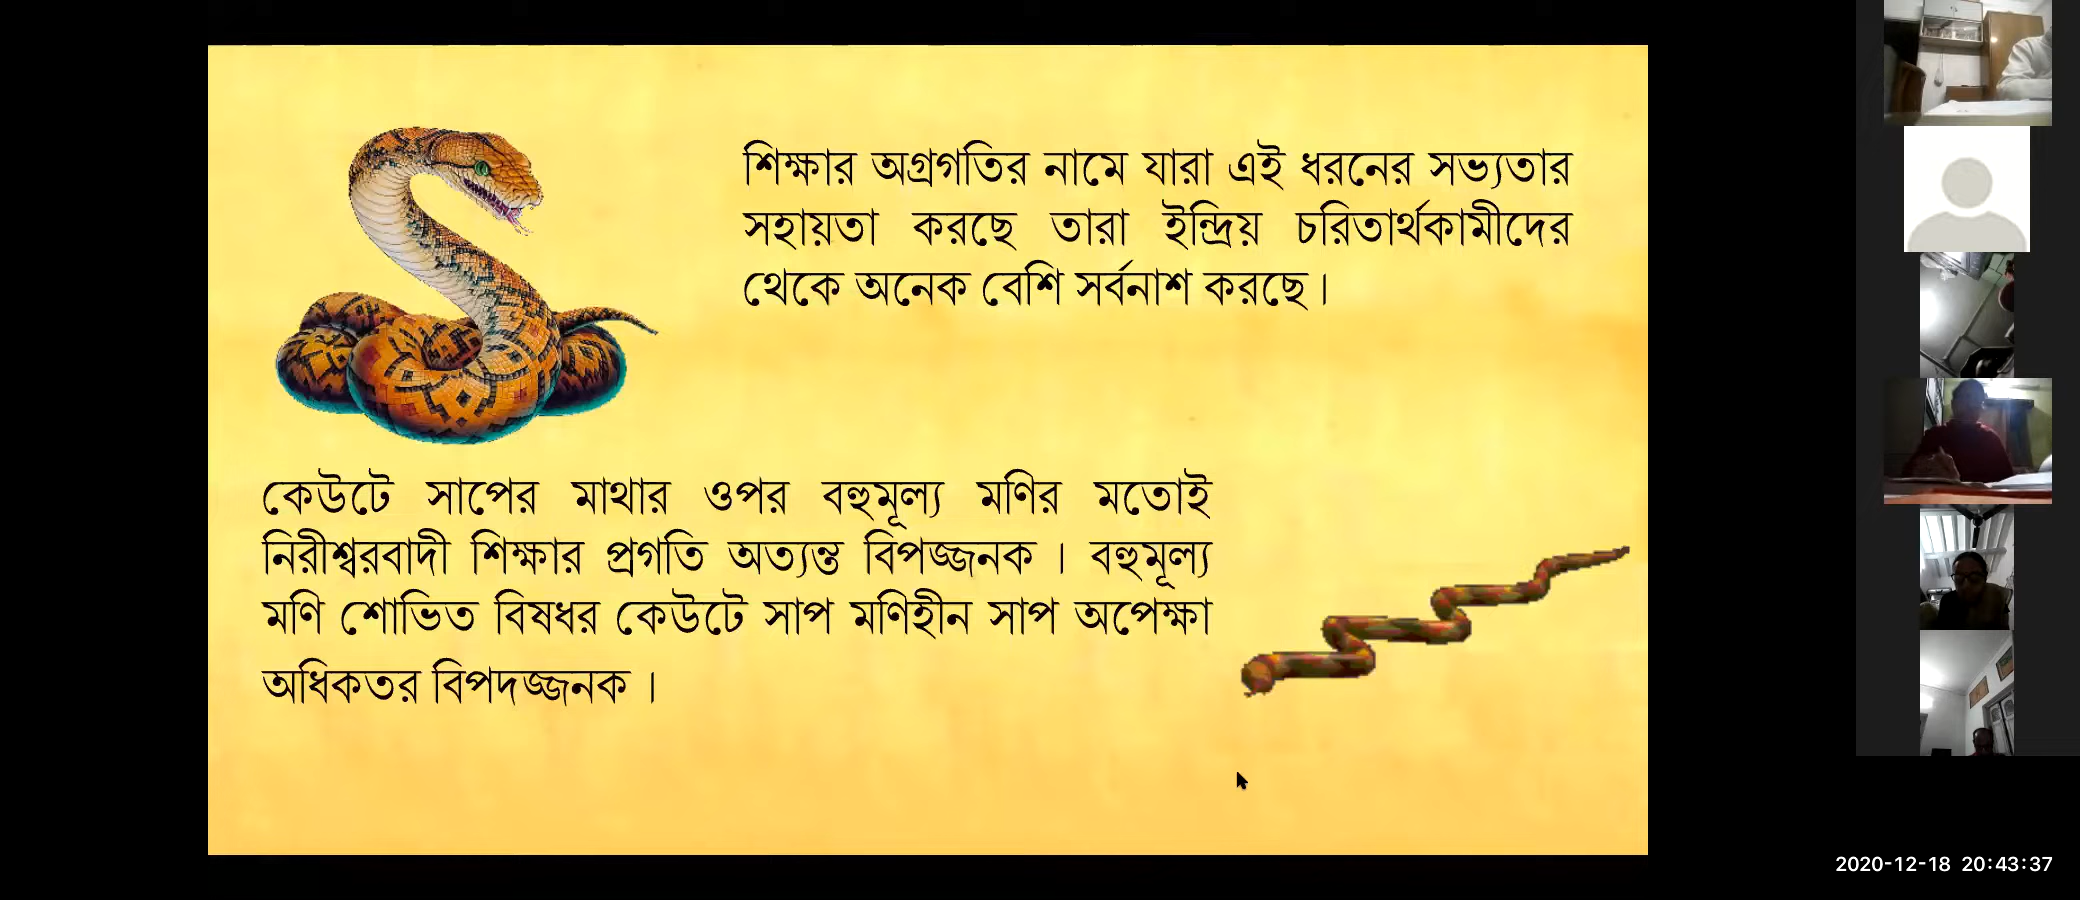 শিক্ষার অগ্রগতির নামে যারা এই ধরনের সভ্যতার
সহায়তা করছে তারা ইন্দ্রিয় চরিতার্থকামীদের
থেকে অনেক বেশি সর্বনাশ করছে।
কেউটে সাপের মাথার ওপর বহুমূল্য মণির মতোই
নিরীশ্বরবাদী শিক্ষার প্রগতি অত্যন্ত বিপজ্জনক । বহুমূল্য
মণি শোভিত বিষধর কেউটে সাপ মণিহীন সাপ অপেক্ষা
অধিকতর বিপদজ্জনক ।
2020-12-18 20:43:37